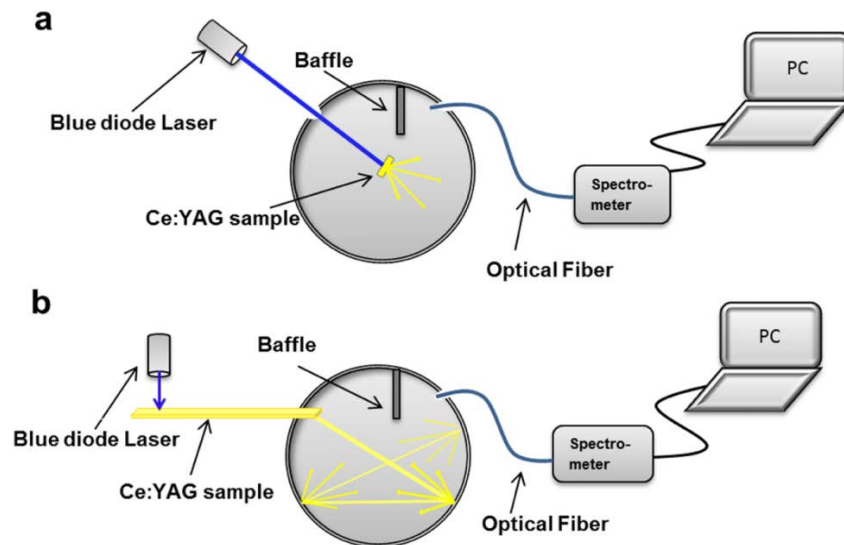 a
Baffle
PC
Blue diode Laser
Ce:YAG sample
Spectro-
meter
Optical Fiber
b
Baffle
PC
Blue diode Laser
Spectro-
meter
Ce:YAG sample
Optical Fiber